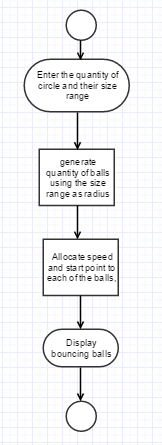 Enter the quantity of
circle and their size
range
generate
quantity of balls
using the size
range as radius
Allocate speed
and start point to
each of the balls,
Display
bouncing balls